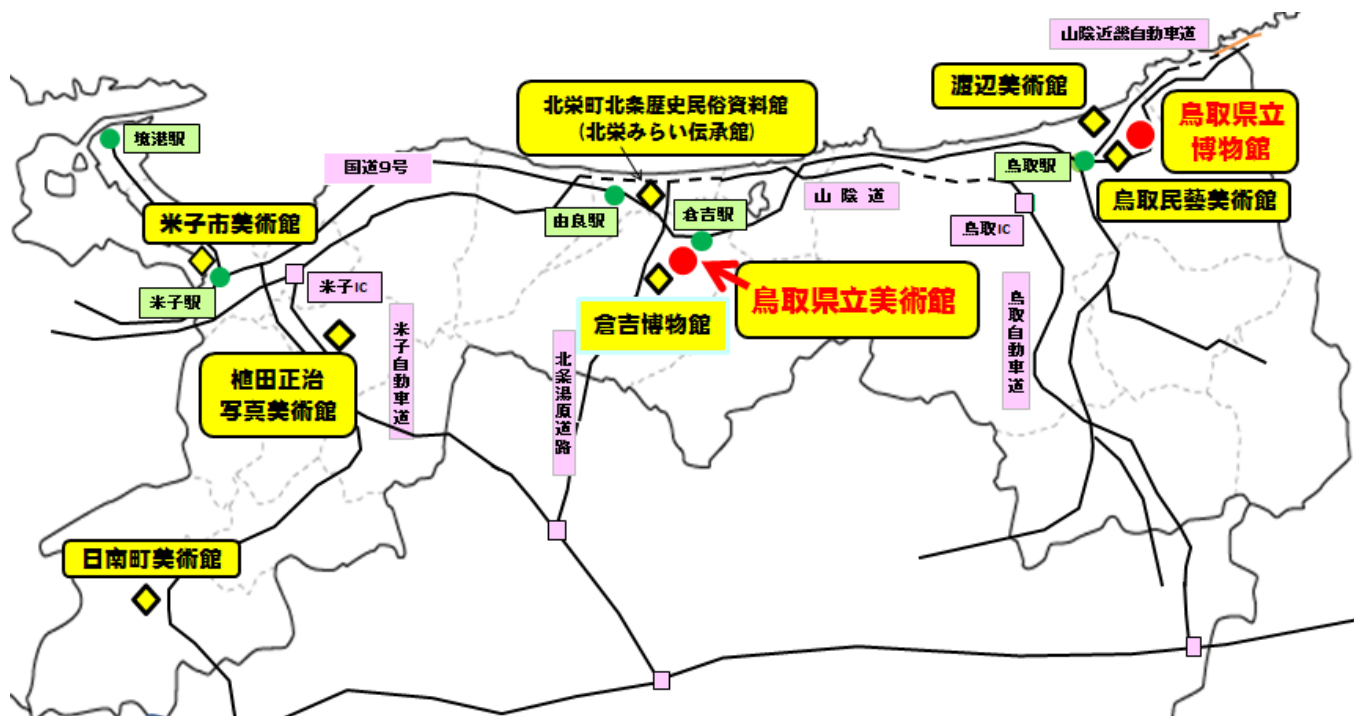 山陰近畿自動車道
渡辺美術館
北栄町北条歴史民俗資料館
(北栄みらい伝承館)
鳥取県立
博物館
境港駅
国道9号
鳥取駅
山陰道
鳥取民藝美術館
米子市美術館
由良駅
倉吉駅
鳥取IC
米子駅
米子IC
鳥取県立美術館
倉吉博物館
米子自動車道
北条湯原道路
鳥取自動車道
植田正治
写真美術館
日南町美術館